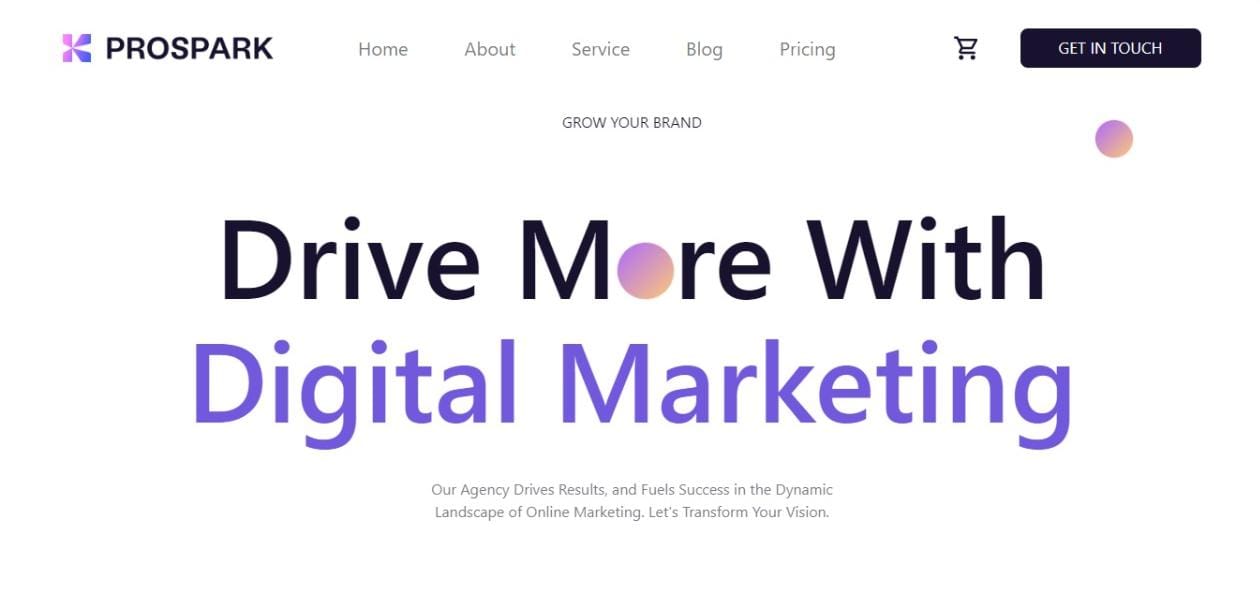 PROSPARK
Home About Service Blog Pricing
GET IN TOUCH
GROW YOUR BRAND
Drive More With
Digital Marketing
Our Agency Drives Results, and Fuels Success in the Dynamic
Landscape of Online Marketing. Let's Transform Your Vision.